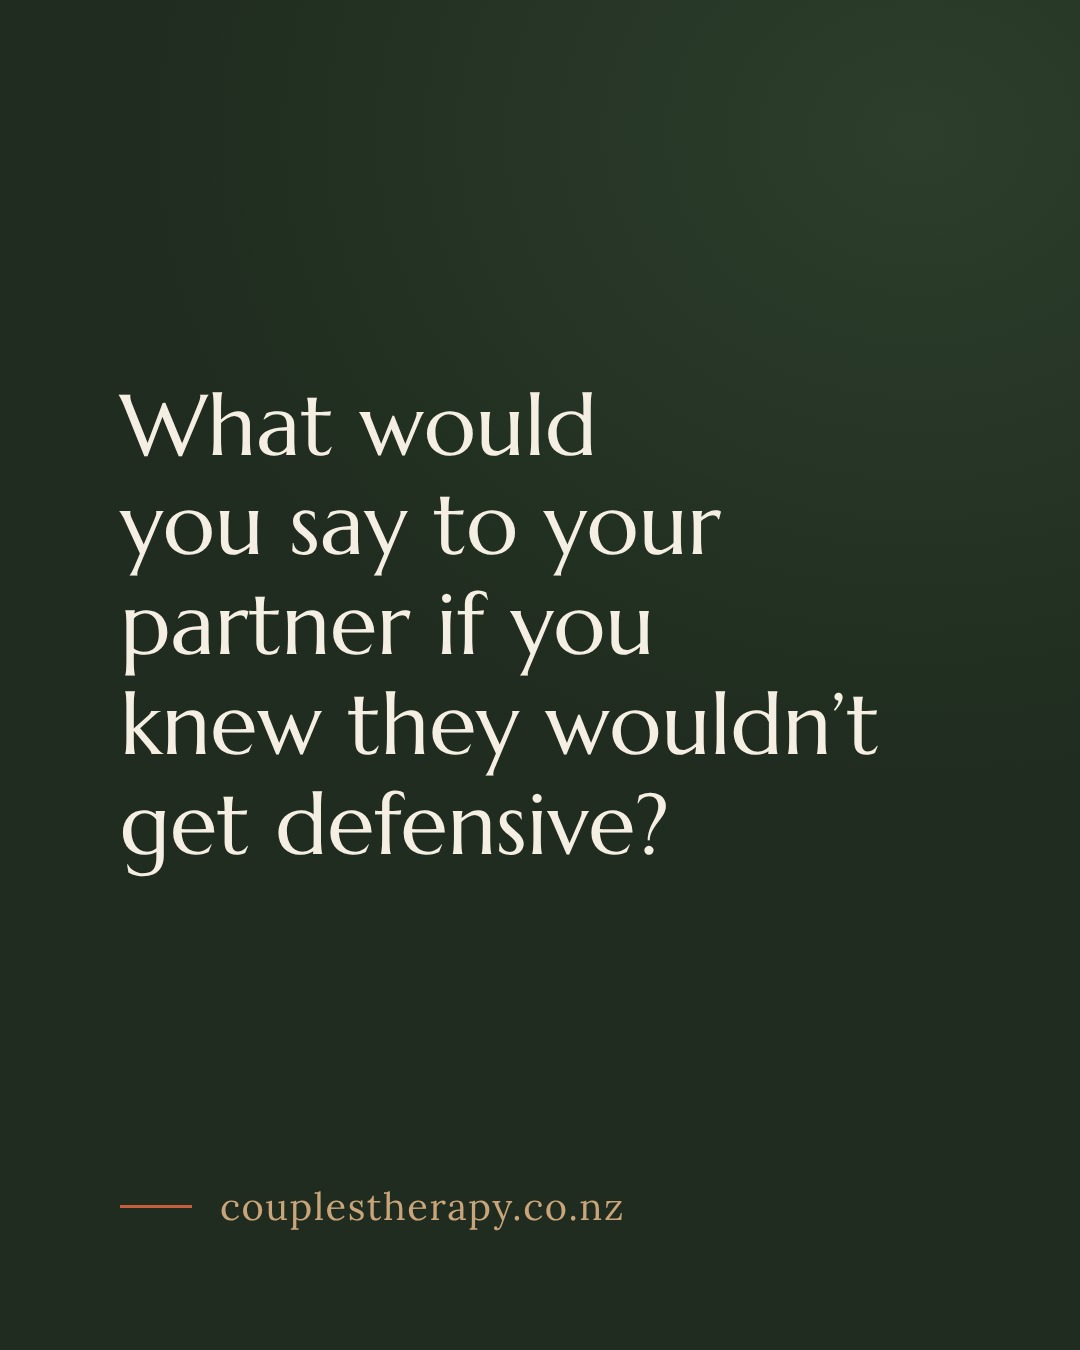 What would
you say to your
partner if you
knew they wouldn’t
get defensive?
couplestherapy.co.nz